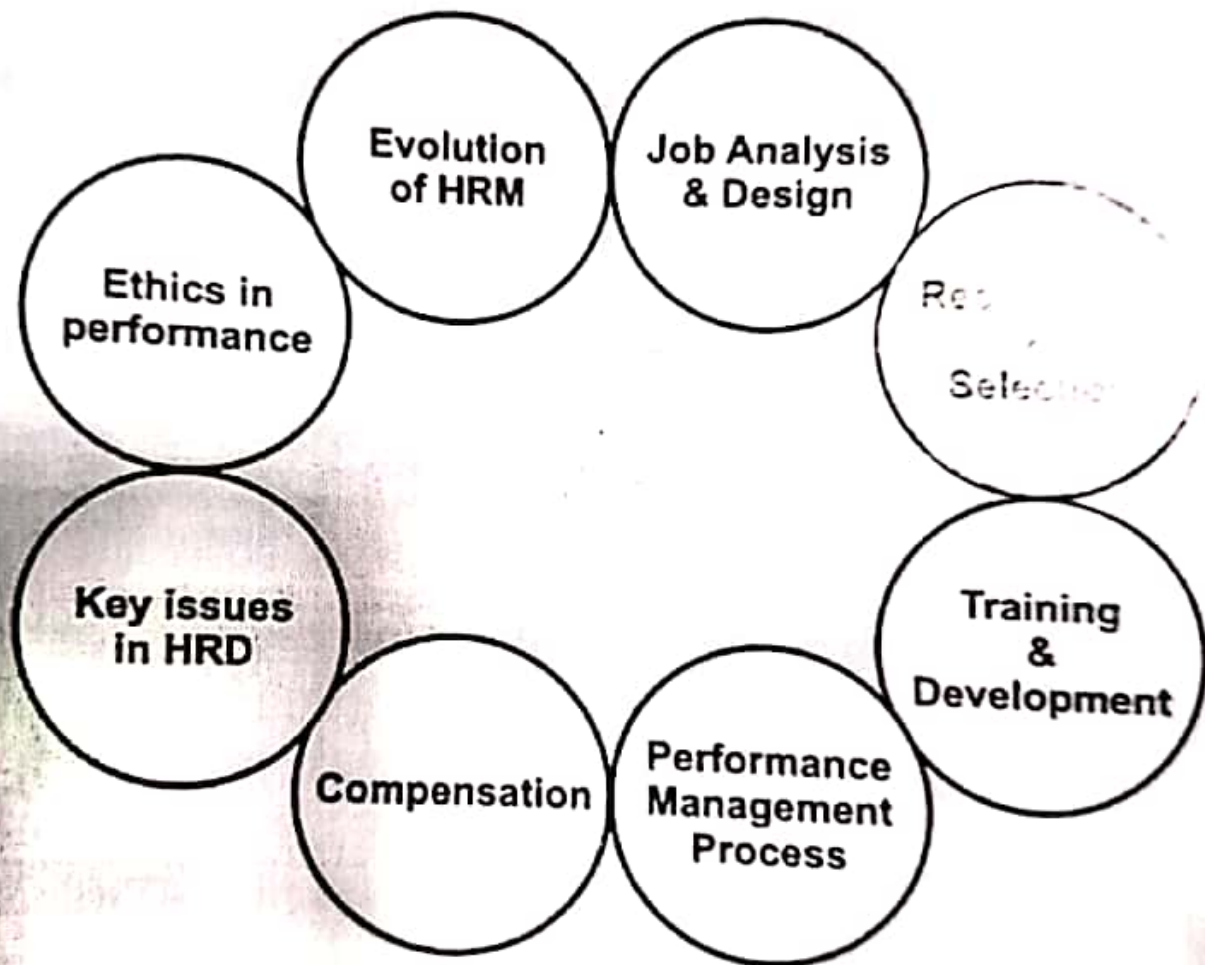 Evolution
of HRM
Job Analysis
& Design
Ethics in
performance
Key issues
in HRD
Training
&
Development
Compensation
Performance
Management
Process